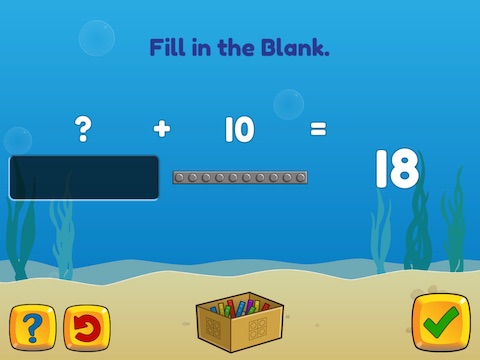 Fill in the Blank.
? + 10 =
18
?